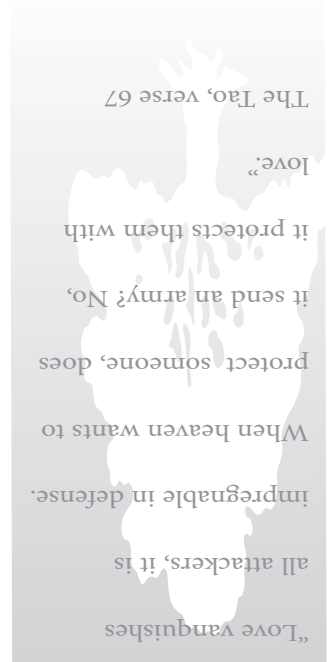 “Love vanquishes
all attackers, it is
impregnable in defense.
When heaven wants to
protect someone, does
it send an army? No,
it protects them with
love.”
The Tao, verse 67